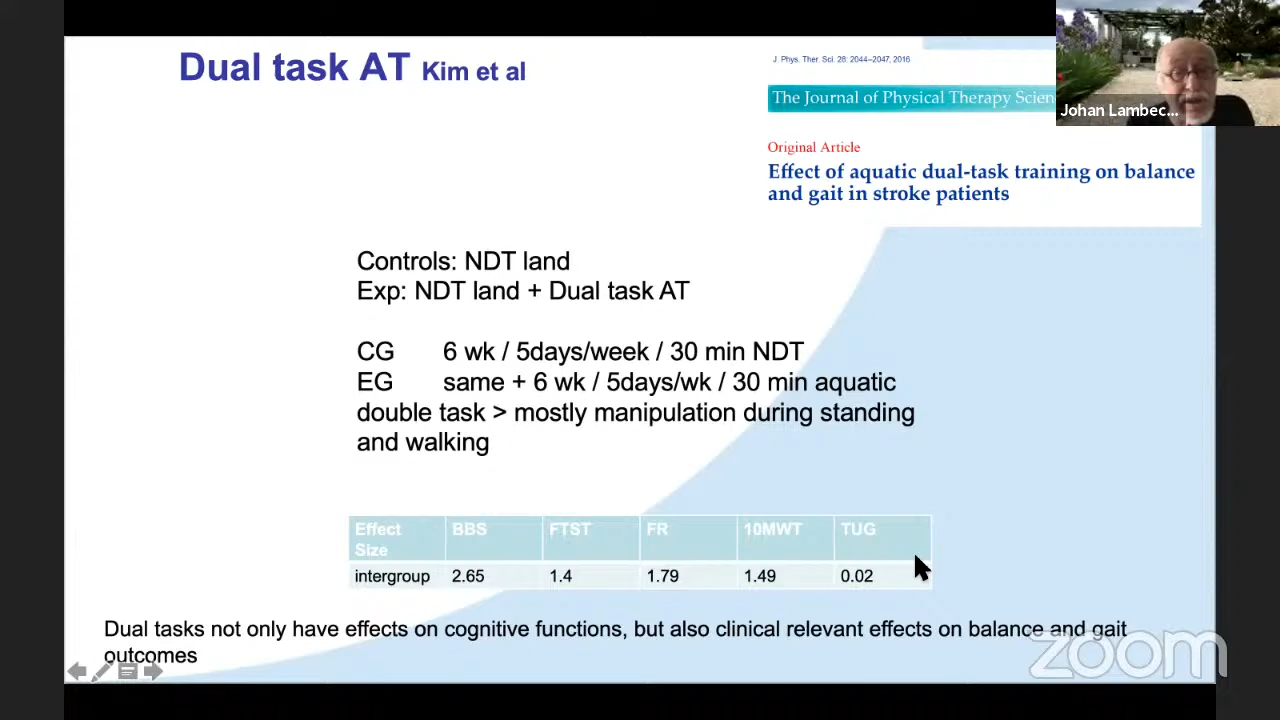 Dual task AT Kim et al
J. Phys. Ther. Sci. 28: 2044–2047, 2016
The Journal of Physical Therapy Scien
Johan Lambec...
Original Article
Effect of aquatic dual-task training on balance
and gait in stroke patients
Controls: NDT land
Exp: NDT land + Dual task AT
CG 6 wk / 5days/week / 30 min NDT
EG same + 6 wk / 5days/wk / 30 min aquatic
double task > mostly manipulation during standing
and walking
Effect Size BBS FTST FR 10MWT TUG
intergroup 2.65 1.4 1.79 1.49 0.02
Dual tasks not only have effects on cognitive functions, but also clinical relevant effects on balance and gait
outcomes
zoom